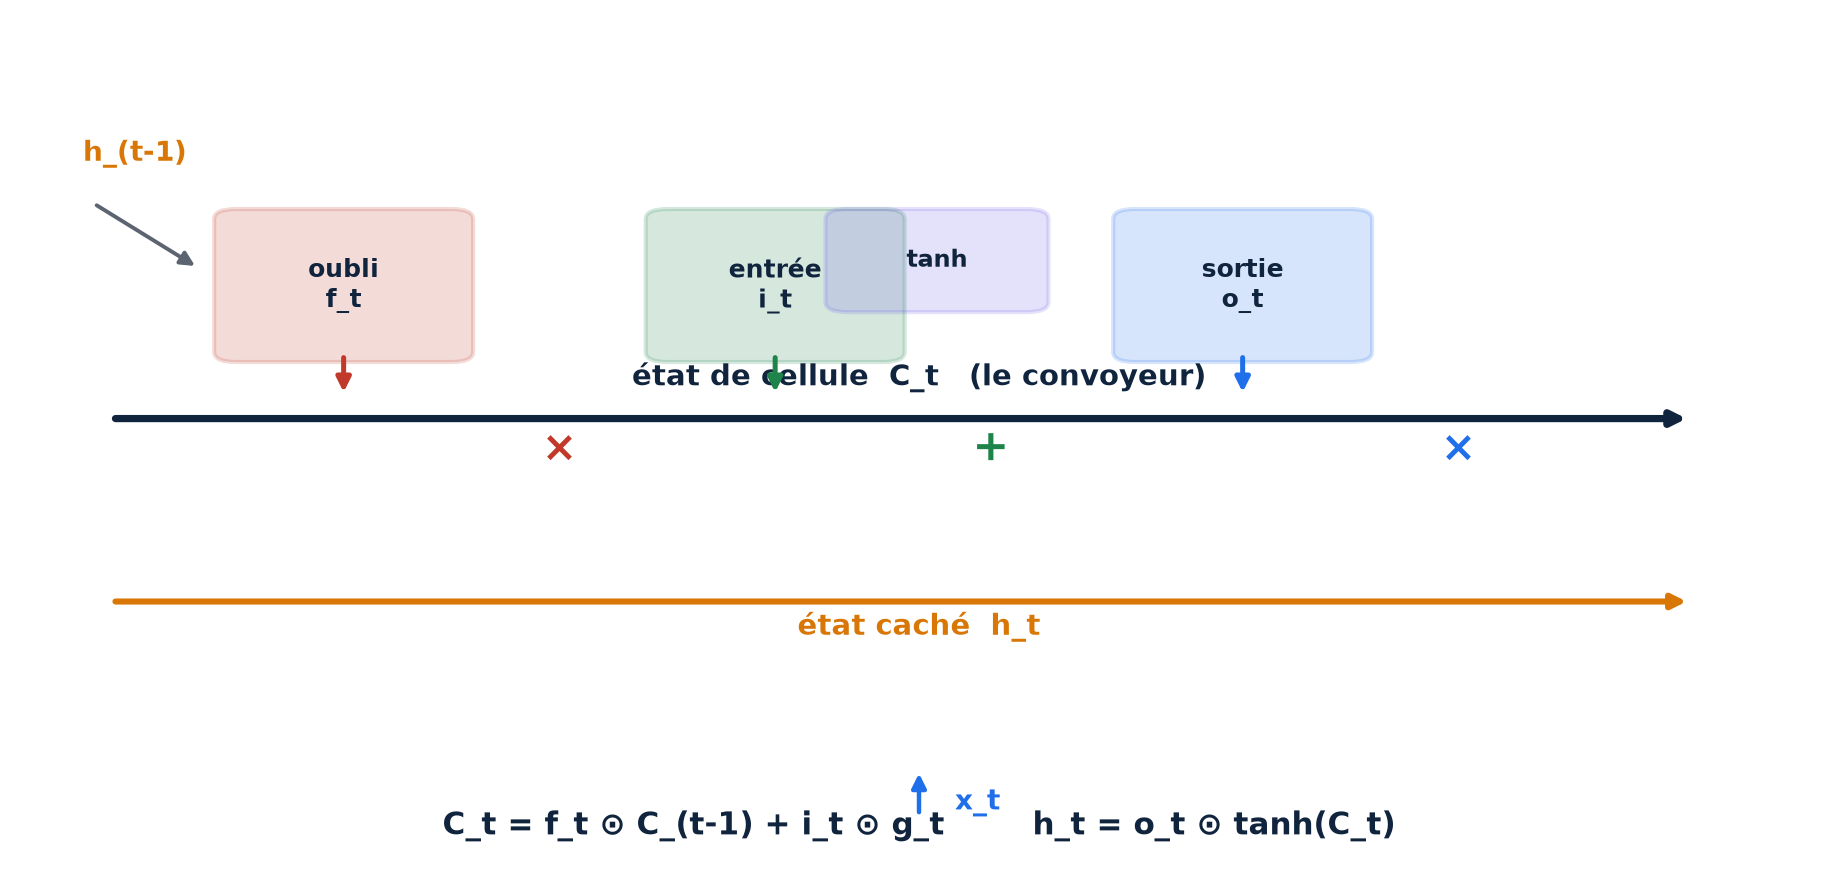 h_(t-1)
oubli
f_t
entrée
i_t
tanh
sortie
o_t
état de cellule  C_t   (le convoyeur)
× + ×
état caché  h_t
x_t
C_t = f_t ⊙ C_(t-1) + i_t ⊙ g_t
h_t = o_t ⊙ tanh(C_t)